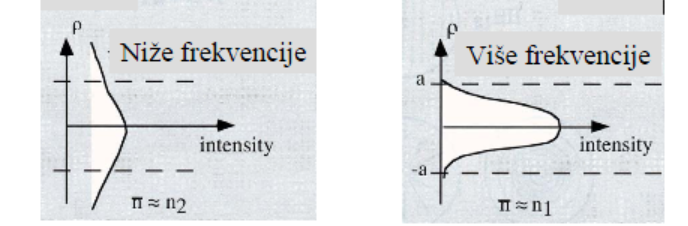 ρ
Niže frekvencije
intensity
n̄ ≈ n₂
ρ
Više frekvencije
a
intensity
-a
n̄ ≈ n₁